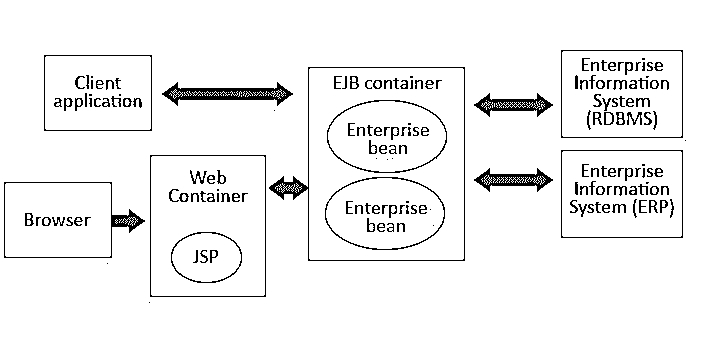 Client
application
EJB container
Enterprise
bean
Enterprise
bean
Enterprise
Information
System
(RDBMS)
Enterprise
Information
System (ERP)
Web
Container
JSP
Browser